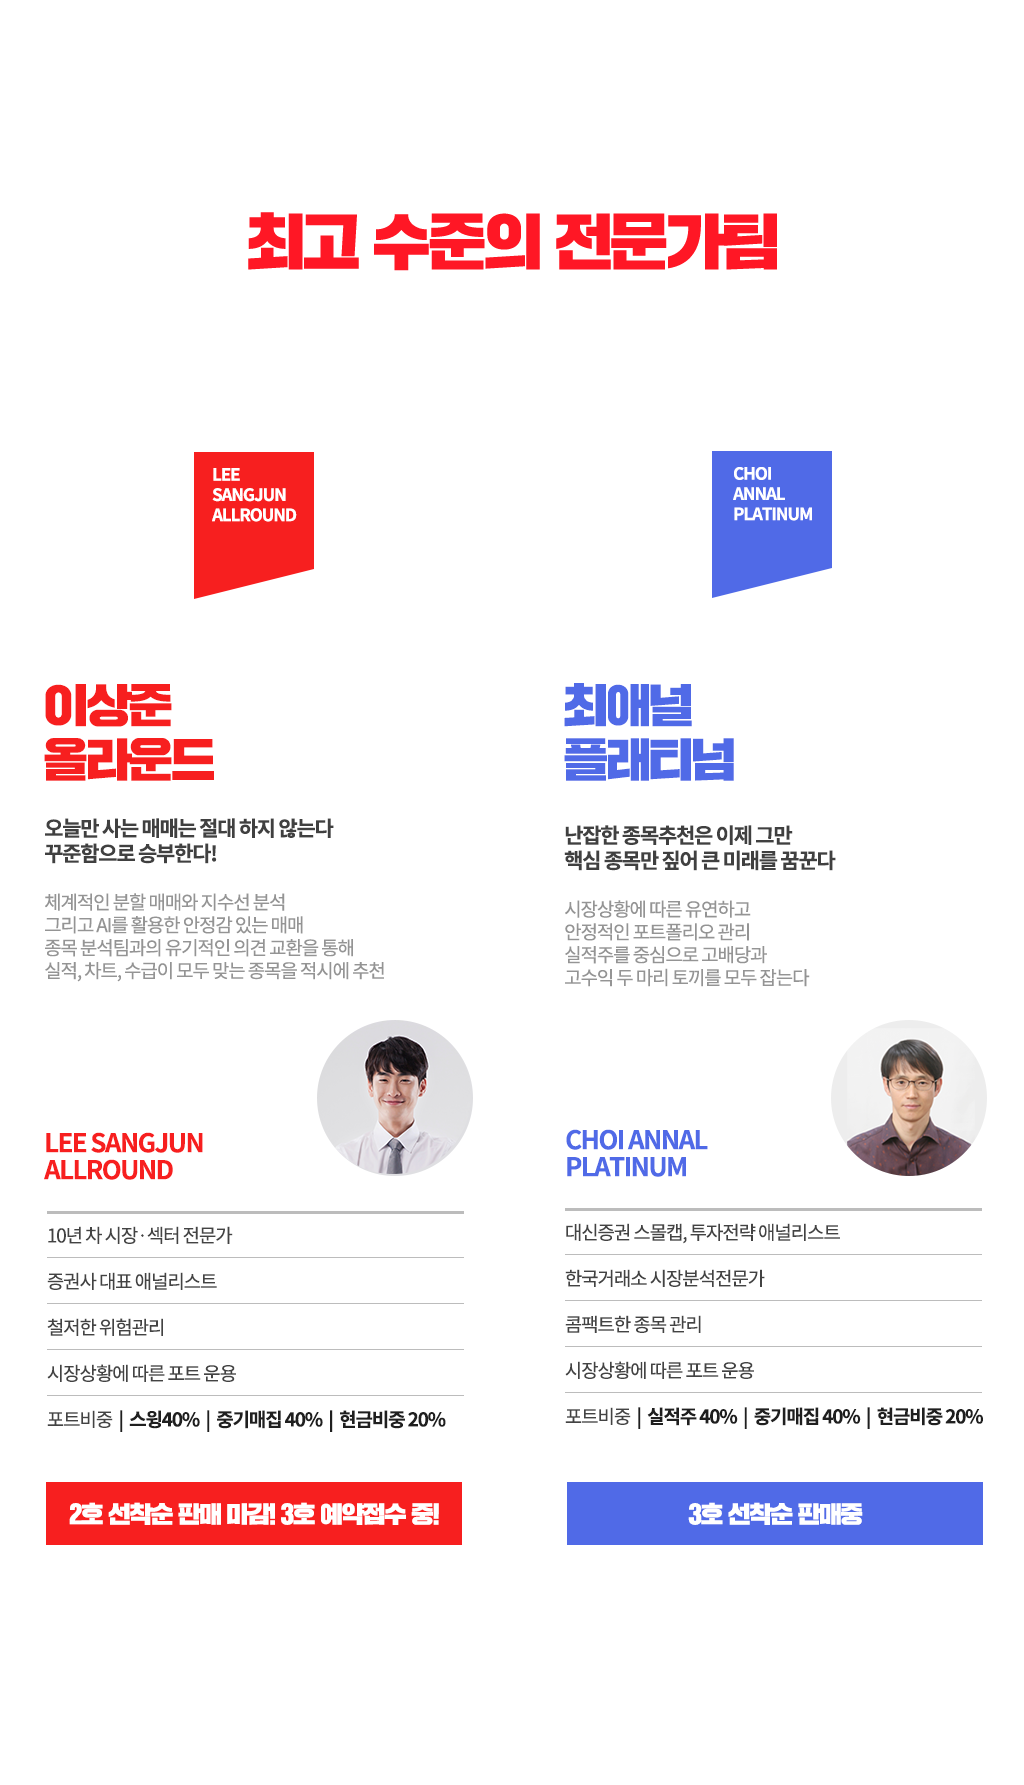 최고 수준의 전문가팀
LEE
SANGJUN
ALLROUND
이상준
올라운드
오늘만 사는 매매는 절대 하지 않는다
꾸준함으로 승부한다!
체계적인 분할 매매와 지수선 분석
그리고 AI를 활용한 안정감 있는 매매
종목 분석팀과의 유기적인 의견 교환을 통해
실적, 차트, 수급이 모두 맞는 종목을 적시에 추천
LEE SANGJUN
ALLROUND
10년 차 시장·섹터 전문가
증권사 대표 애널리스트
철저한 위험관리
시장상황에 따른 포트 운용
포트비중 | 스윙40% | 중기매집 40% | 현금비중 20%
2호 선착순 판매 마감! 3호 예약접수 중!
CHOI
ANNAL
PLATINUM
최애널
플래티넘
난잡한 종목추천은 이제 그만
핵심 종목만 짚어 큰 미래를 꿈꾼다
시장상황에 따른 유연하고
안정적인 포트폴리오 관리
실적주를 중심으로 고배당과
고수익 두 마리 토끼를 모두 잡는다
CHOI ANNAL
PLATINUM
대신증권 스몰캡, 투자전략 애널리스트
한국거래소 시장분석전문가
콤팩트한 종목 관리
시장상황에 따른 포트 운용
포트비중 | 실적주 40% | 중기매집 40% | 현금비중 20%
3호 선착순 판매중